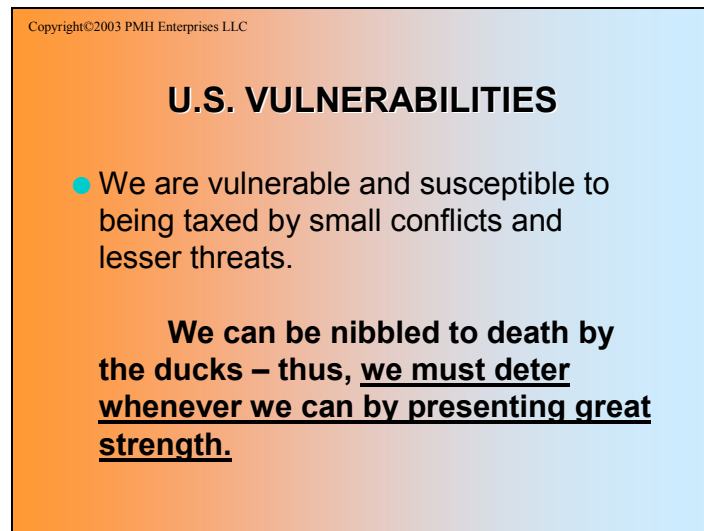 Copyright©2003 PMH Enterprises LLC
U.S. VULNERABILITIES
We are vulnerable and susceptible to
being taxed by small conflicts and
lesser threats.
We can be nibbled to death by
the ducks – thus, we must deter
whenever we can by presenting great
strength.